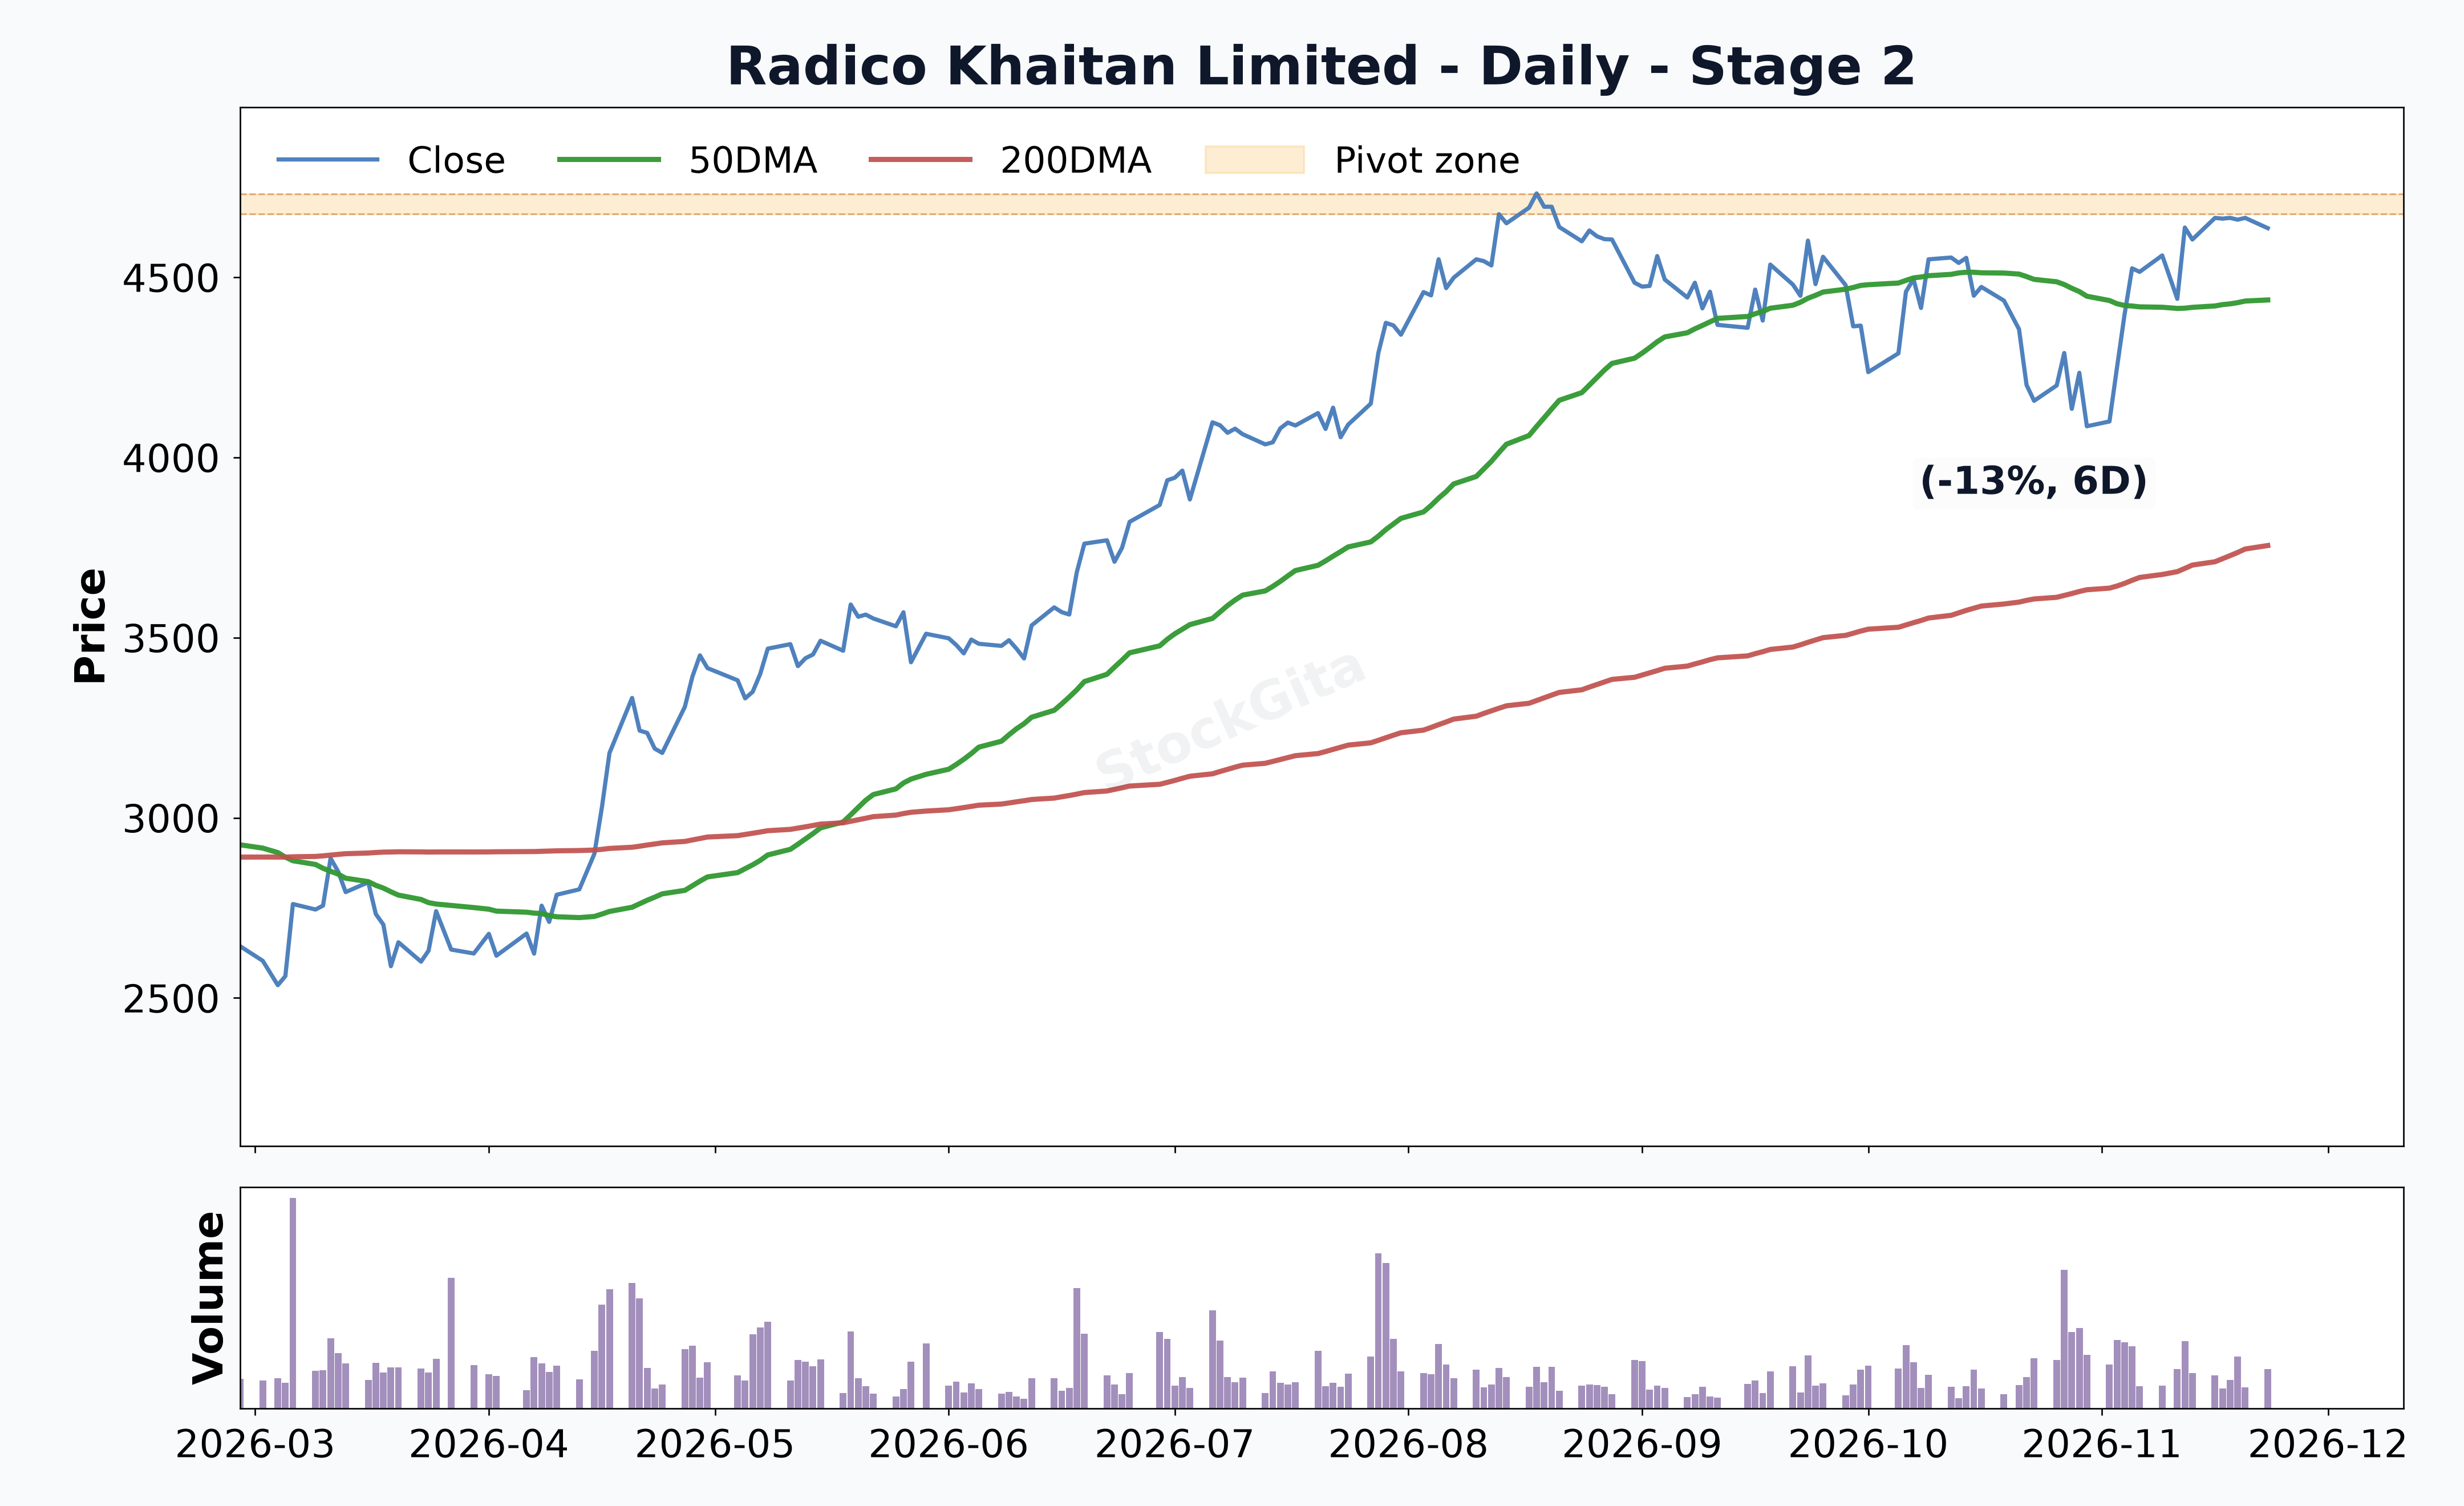 Radico Khaitan Limited - Daily - Stage 2
Close 50DMA 200DMA Pivot zone
4500
4000
(-13%, 6D)
Price
3500
StockGita
3000
2500
Volume
2026-03 2026-04 2026-05 2026-06 2026-07 2026-08 2026-09 2026-10 2026-11 2026-12